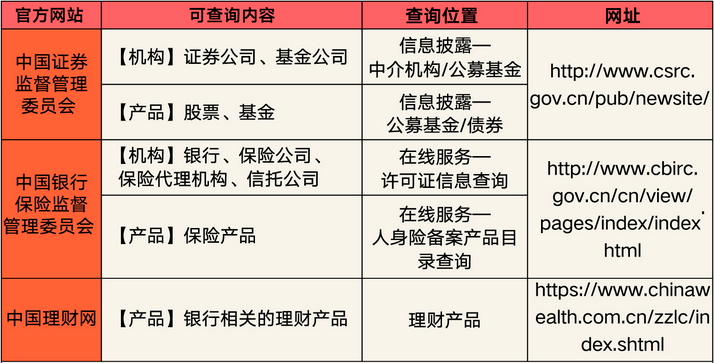 官方网站
可查询内容
查询位置
网址
中国证券
监督管理
委员会
【机构】证券公司、基金公司
信息披露—
中介机构/公募基金
http://www.csrc.
gov.cn/pub/newsite/
【产品】股票、基金
信息披露—
公募基金/债券
中国银行
保险监督
管理委员会
【机构】银行、保险公司、
保险代理机构、信托公司
在线服务—
许可证信息查询
http://www.cbirc.
gov.cn/cn/view/
pages/index/index.
html
【产品】保险产品
在线服务—
人身险备案产品目
录查询
中国理财网
【产品】银行相关的理财产品
理财产品
https://www.chinaw
ealth.com.cn/zzlc/in
dex.shtml